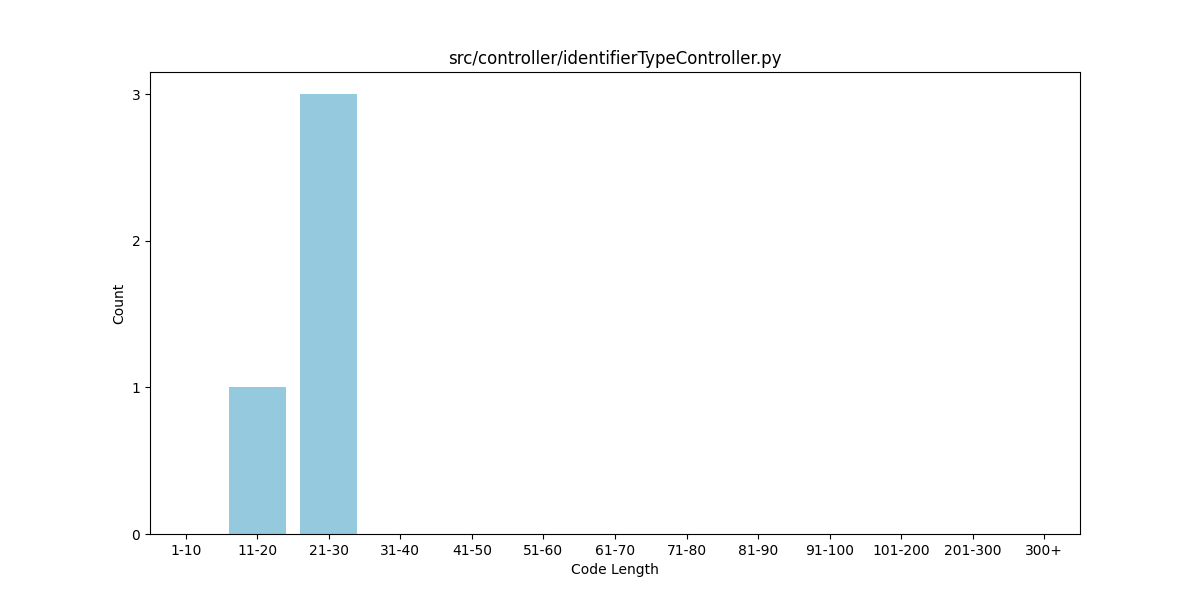 src/controller/identifierTypeController.py
3
2
1
0
Count
1-10 11-20 21-30 31-40 41-50 51-60 61-70 71-80 81-90 91-100 101-200 201-300 300+
Code Length